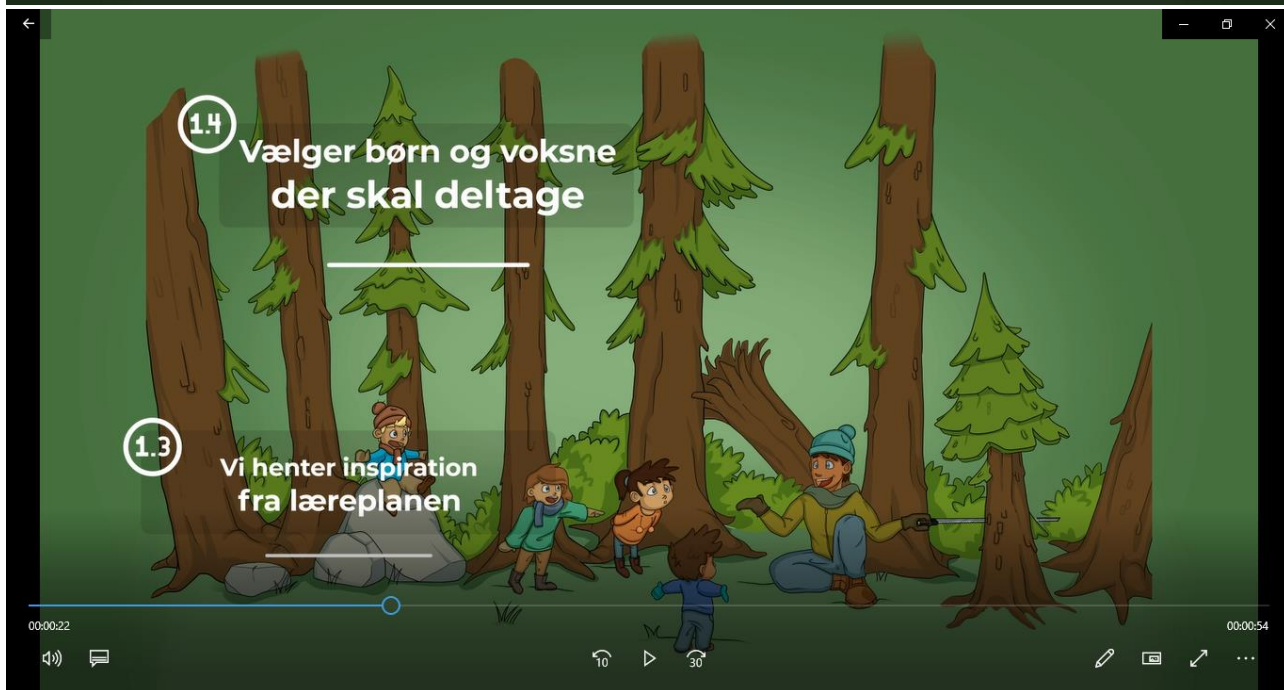 1.4
Vælger børn og voksne
der skal deltage
1.3
Vi henter inspiration
fra læreplanen
00:00:22
00:00:54
10
30